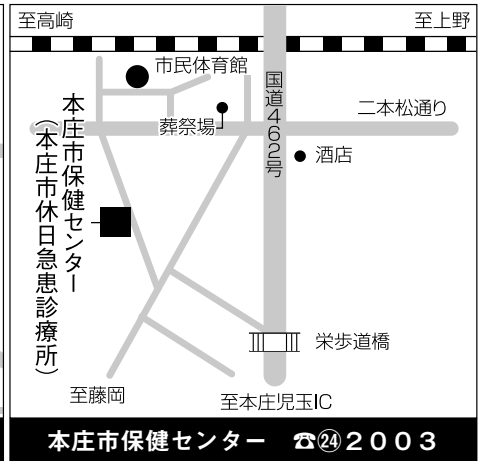 至高崎
至上野
市民体育館
国道462号
二本松通り
葬祭場
酒店
本庄市保健センター
（本庄市休日急患診療所）
栄歩道橋
至藤岡
至本庄児玉IC
本庄市保健センター ☎㉔2003